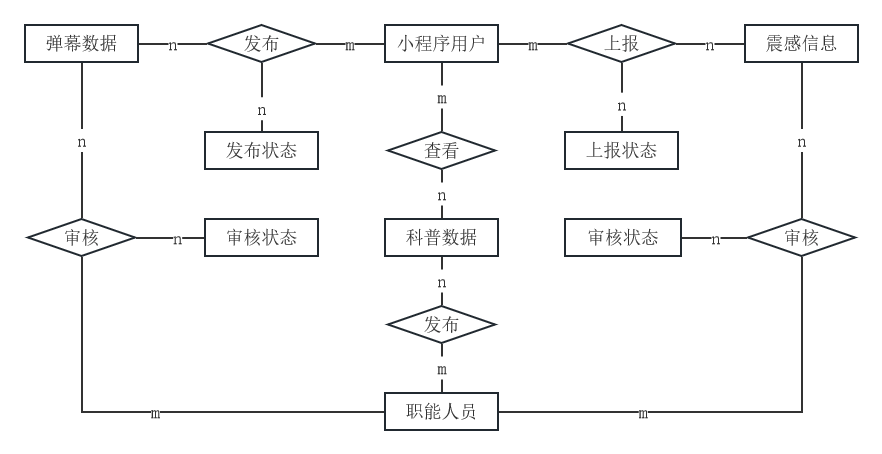 弹幕数据 n 发布 m 小程序用户 m 上报 n 震感信息
m
n
n
发布状态
查看
上报状态
n
n
n
审核 n 审核状态
科普数据
审核状态 n 审核
n
发布
m
m 职能人员 m